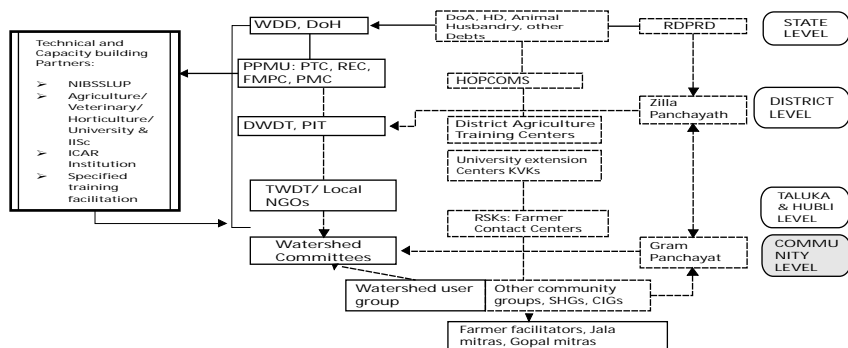 Technical and
Capacity building
Partners:
➢ NIBSSLUP
➢ Agriculture/
Veterinary/
Horticulture/
University &
IISc
➢ ICAR
Institution
➢ Specified
training
facilitation
WDD, DoH
PPMU: PTC, REC,
FMPC, PMC
DWDT, PIT
TWDT/ Local
NGOs
Watershed
Committees
Watershed user
group
DoA, HD, Animal
Husbandry, other
Debts
HOPCOMS
District Agriculture
Training Centers
University extension
Centers KVKs
RSKs: Farmer
Contact Centers
Other community
groups, SHGs, CIGs
Farmer facilitators, Jala
mitras, Gopal mitras
RDPRD
Zilla
Panchayath
Gram
Panchayat
STATE
LEVEL
DISTRICT
LEVEL
TALUKA
& HUBLI
LEVEL
COMMU
NITY
LEVEL